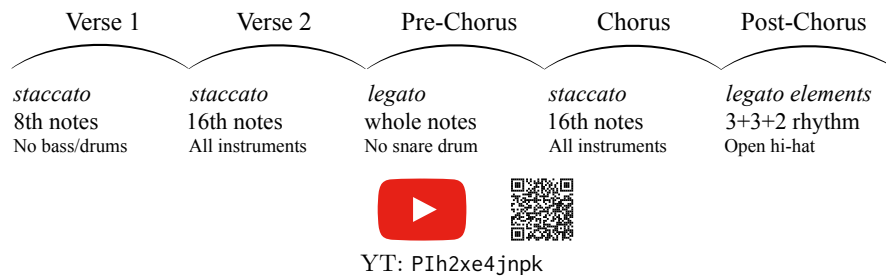 Verse 1 Verse 2 Pre-Chorus Chorus Post-Chorus
staccato staccato legato staccato legato elements
8th notes 16th notes whole notes 16th notes 3+3+2 rhythm
No bass/drums All instruments No snare drum All instruments Open hi-hat
YT: PIh2xe4jnpk